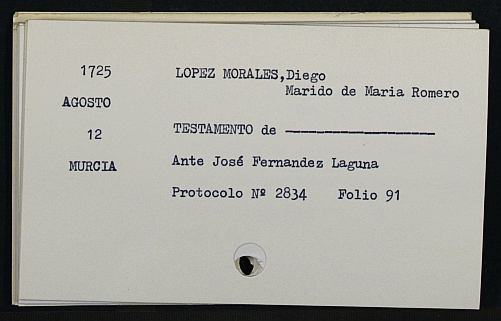 1725 LOPEZ MORALES,Diego
Marido de Maria Romero
AGOSTO
12 TESTAMENTO de -------------------
MURCIA Ante José Fernandez Laguna
Protocolo Nº 2834 Folio 91